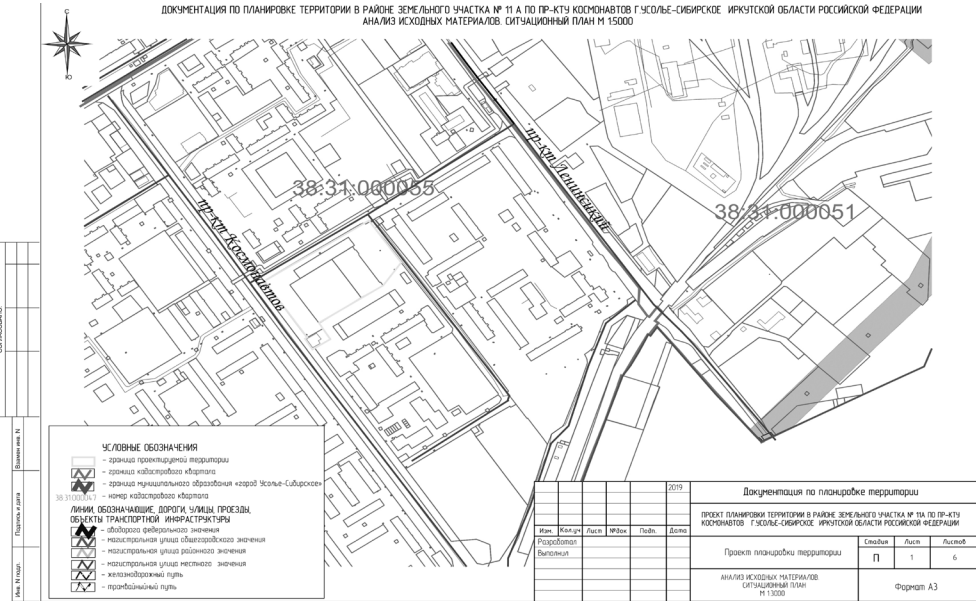 ДОКУМЕНТАЦИЯ ПО ПЛАНИРОВКЕ ТЕРРИТОРИИ В РАЙОНЕ ЗЕМЕЛЬНОГО УЧАСТКА № 11 А ПО ПР-КТУ КОСМОНАВТОВ Г.УСОЛЬЕ-СИБИРСКОЕ ИРКУТСКОЙ ОБЛАСТИ РОССИЙСКОЙ ФЕДЕРАЦИИ
АНАЛИЗ ИСХОДНЫХ МАТЕРИАЛОВ. СИТУАЦИОННЫЙ ПЛАН М 1:5000
С
Ю
пр-кт Ленинский
38:31:000055
пр-кт Космонавтов
38:31:000051
СОГЛАСОВАНО:
Взамен инв. N
Подпись и дата
Инв. N подл.
УСЛОВНЫЕ ОБОЗНАЧЕНИЯ
- граница проектируемой территории
- граница кадастрового квартала
- граница муниципального образования «город Усолье-Сибирское»
38:31:000047 - номер кадастрового квартала
ЛИНИИ, ОБОЗНАЧАЮЩИЕ, ДОРОГИ, УЛИЦЫ, ПРОЕЗДЫ,
ОБЪЕКТЫ ТРАНСПОРТНОЙ ИНФРАСТРУКТУРЫ
- автодорога федерального значения
- магистральная улица общегородского значения
- магистральная улица районного значения
- магистральная улица местного значения
- железнодорожный путь
- трамвайный путь
2019
Документация по планировке территории
ПРОЕКТ ПЛАНИРОВКИ ТЕРРИТОРИИ В РАЙОНЕ ЗЕМЕЛЬНОГО УЧАСТКА № 11А ПО ПР-КТУ
КОСМОНАВТОВ Г.УСОЛЬЕ-СИБИРСКОЕ ИРКУТСКОЙ ОБЛАСТИ РОССИЙСКОЙ ФЕДЕРАЦИИ
Изм. Кол.уч Лист №док Подп. Дата
Разработал
Выполнил
Проект планировки территории
Стадия Лист Листов
П 1 6
АНАЛИЗ ИСХОДНЫХ МАТЕРИАЛОВ.
СИТУАЦИОННЫЙ ПЛАН
М 1:3000
Формат А3